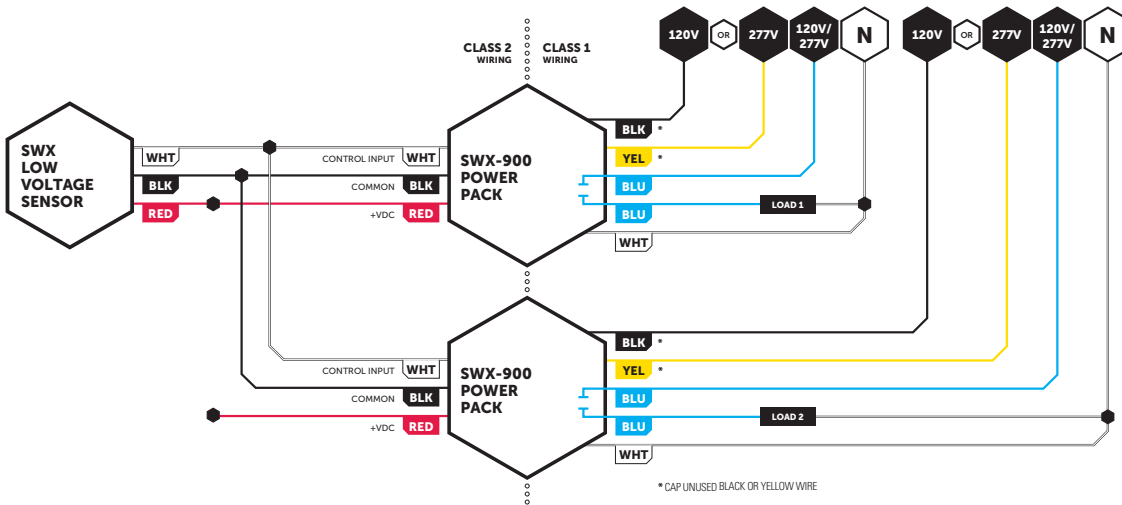 120V
OR
277V
120V/
277V
N
120V
OR
277V
120V/
277V
N
CLASS 2
WIRING
CLASS 1
WIRING
SWX
LOW
VOLTAGE
SENSOR
WHT
BLK
RED
CONTROL INPUT WHT
COMMON BLK
+VDC RED
SWX-900
POWER
PACK
BLK *
YEL *
BLU
BLU
WHT
LOAD 1
CONTROL INPUT WHT
COMMON BLK
+VDC RED
SWX-900
POWER
PACK
BLK *
YEL *
BLU
BLU
WHT
LOAD 2
* CAP UNUSED BLACK OR YELLOW WIRE